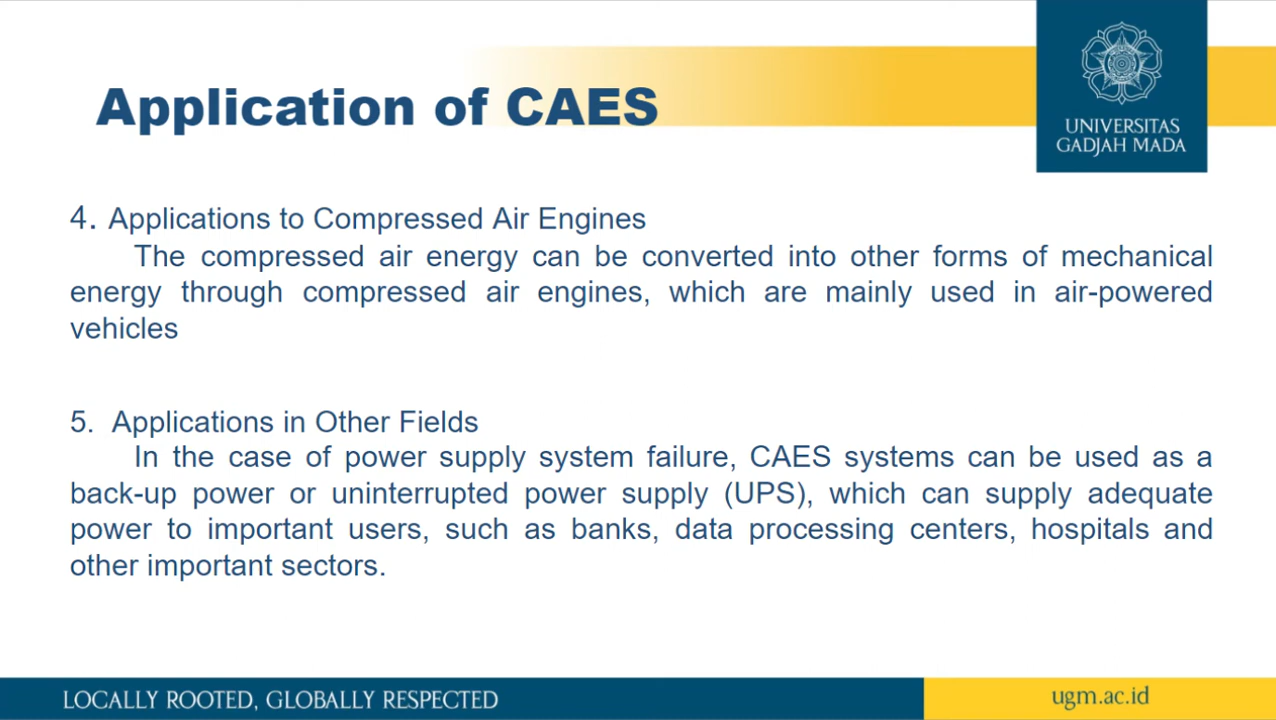 Application of CAES
UNIVERSITAS
GADJAH MADA
4. Applications to Compressed Air Engines
The compressed air energy can be converted into other forms of mechanical
energy through compressed air engines, which are mainly used in air-powered
vehicles
5. Applications in Other Fields
In the case of power supply system failure, CAES systems can be used as a
back-up power or uninterrupted power supply (UPS), which can supply adequate
power to important users, such as banks, data processing centers, hospitals and
other important sectors.
LOCALLY ROOTED, GLOBALLY RESPECTED
ugm.ac.id